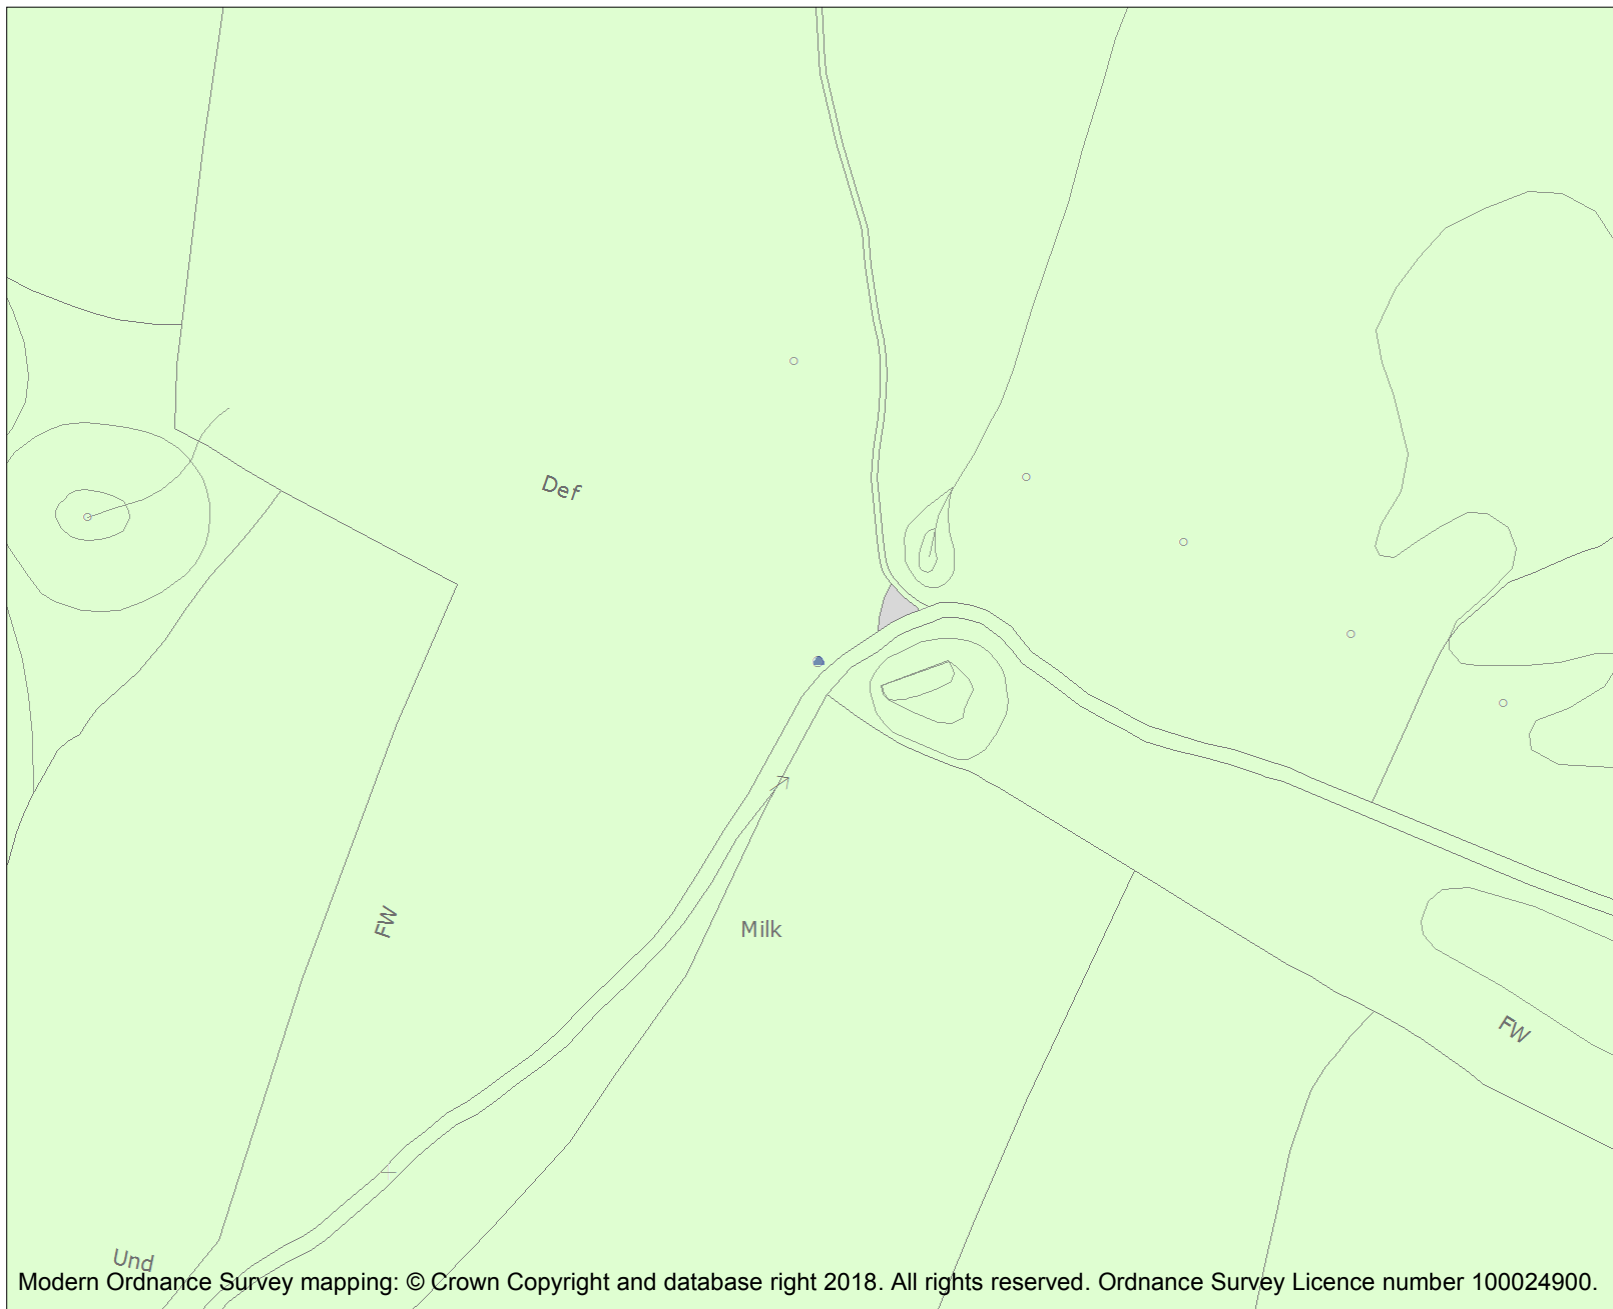 Def
FW
Milk
FW
Und
Modern Ordnance Survey mapping: © Crown Copyright and database right 2018. All rights reserved. Ordnance Survey Licence number 100024900.